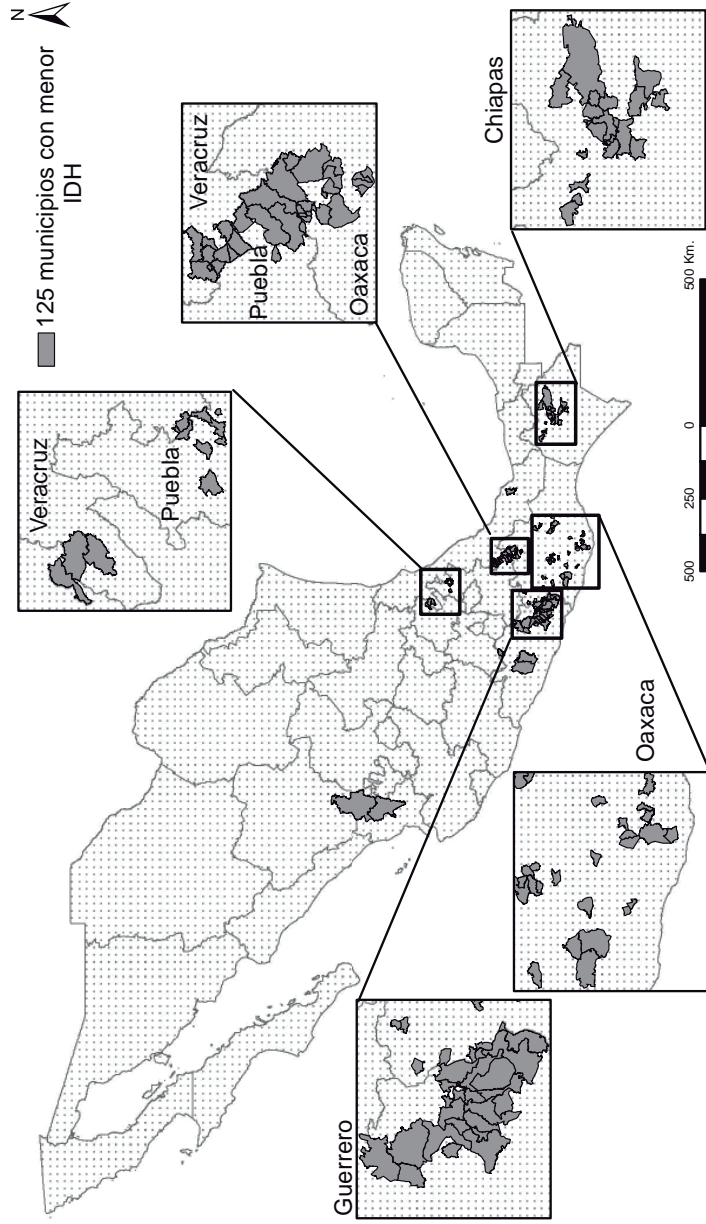 N
125 municipios con menor
IDH
Veracruz
Puebla
Veracruz
Puebla
Oaxaca
Chiapas
Guerrero
Oaxaca
500 250 0 500 Km.